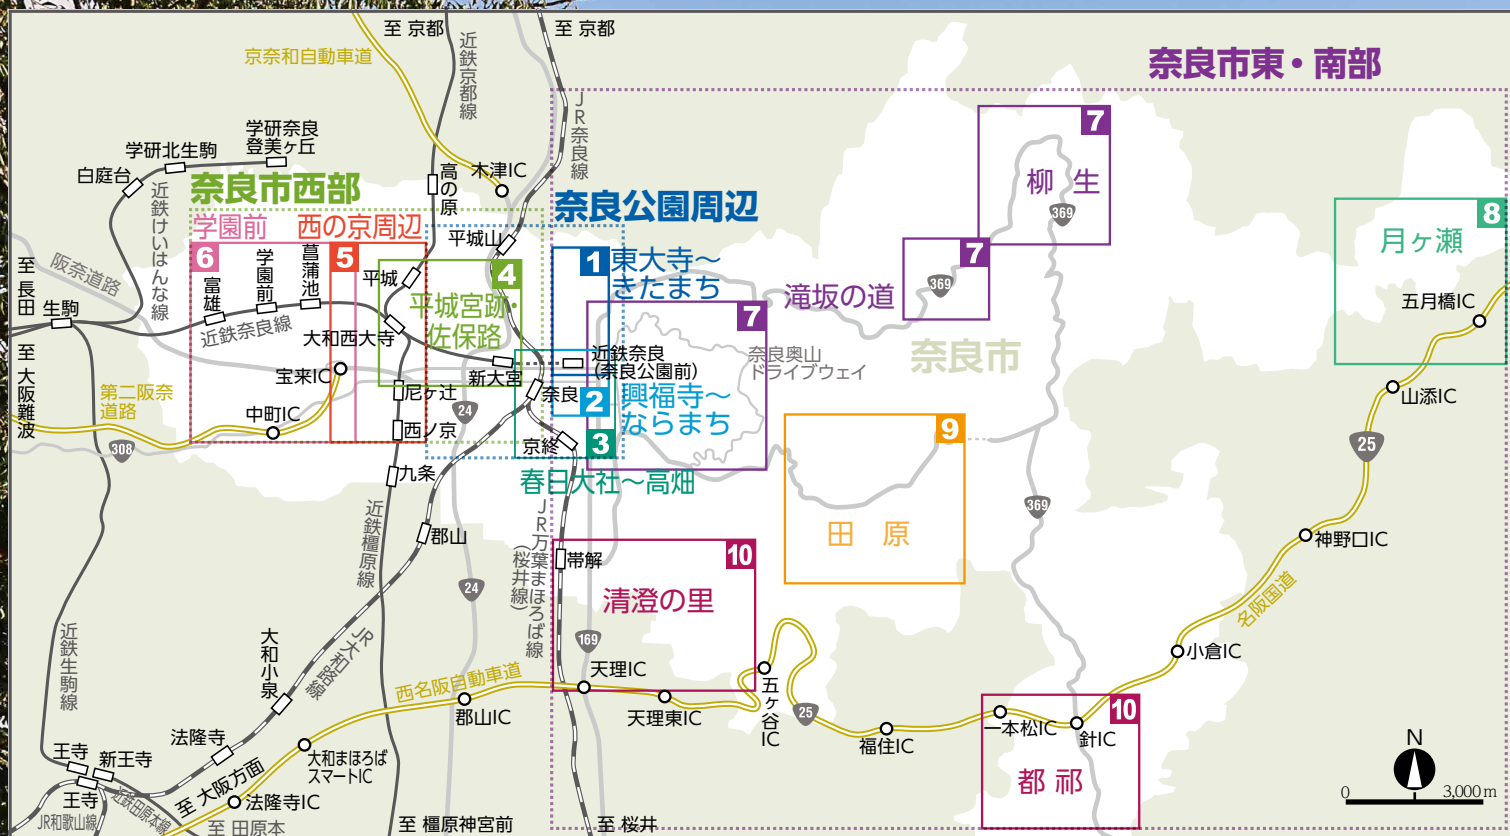 至 京都
至 京都
京奈和自動車道
近鉄京都線
JR奈良線
奈良市東・南部
学研奈良
登美ヶ丘
学研北生駒
白庭台
近鉄けいはんな線
高の原
木津IC
奈良市西部
奈良公園周辺
学園前
西の京周辺
平城山
6
5
4
1
東大寺～
きたまち
7
柳 生
369
7
369
滝坂の道
8
月ヶ瀬
五月橋IC
至 長田
阪奈道路
生駒
富雄
学園前
菖蒲池
平城
平城宮跡・
佐保路
近鉄奈良線
大和西大寺
7
奈良市
奈良奥山
ドライブウェイ
近鉄奈良
(奈良公園前)
新大宮
宝来IC
至 大阪難波
第二阪奈
道路
中町IC
尼ヶ辻
24
奈良
2
興福寺～
ならまち
山添IC
308
西ノ京
京終
3
9
25
春日大社～高畑
九条
近鉄橿原線
郡山
JR万葉まほろば線
(桜井線)
369
田 原
神野口IC
帯解
10
清澄の里
24
169
名阪国道
近鉄生駒線
大和小泉
JR大和路線
小倉IC
西名阪自動車道
天理IC
五ヶ谷IC
郡山IC
天理東IC
25
10
一本松IC
針IC
福住IC
都 祁
法隆寺
王寺
新王寺
大和まほろば
スマートIC
至 大阪方面
王寺
法隆寺IC
近鉄田原本線
JR和歌山線
至 田原本
至 橿原神宮前
至 桜井
N
0
3,000m